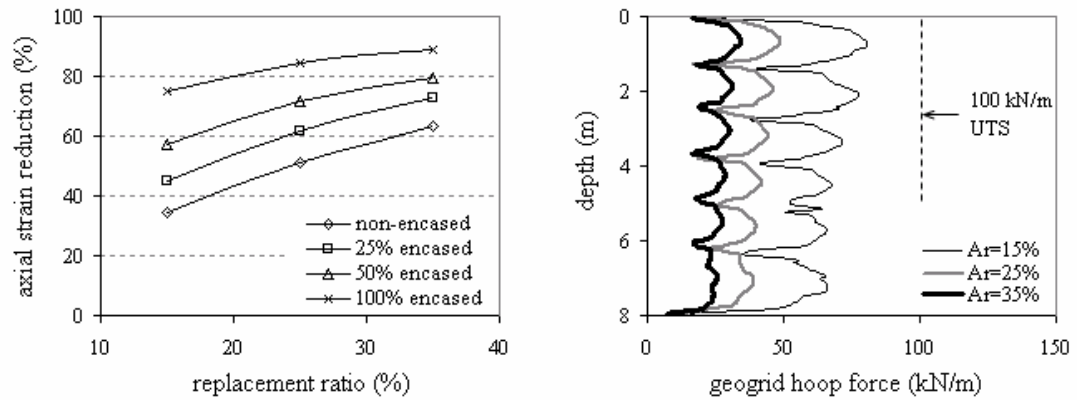 100
80
60
40
20
0
10
20
30
40
axial strain reduction (%)
replacement ratio (%)
non-encased
25% encased
50% encased
100% encased
0
2
4
6
8
0
50
100
150
depth (m)
geogrid hoop force (kN/m)
100 kN/m
UTS
Ar=15%
Ar=25%
Ar=35%